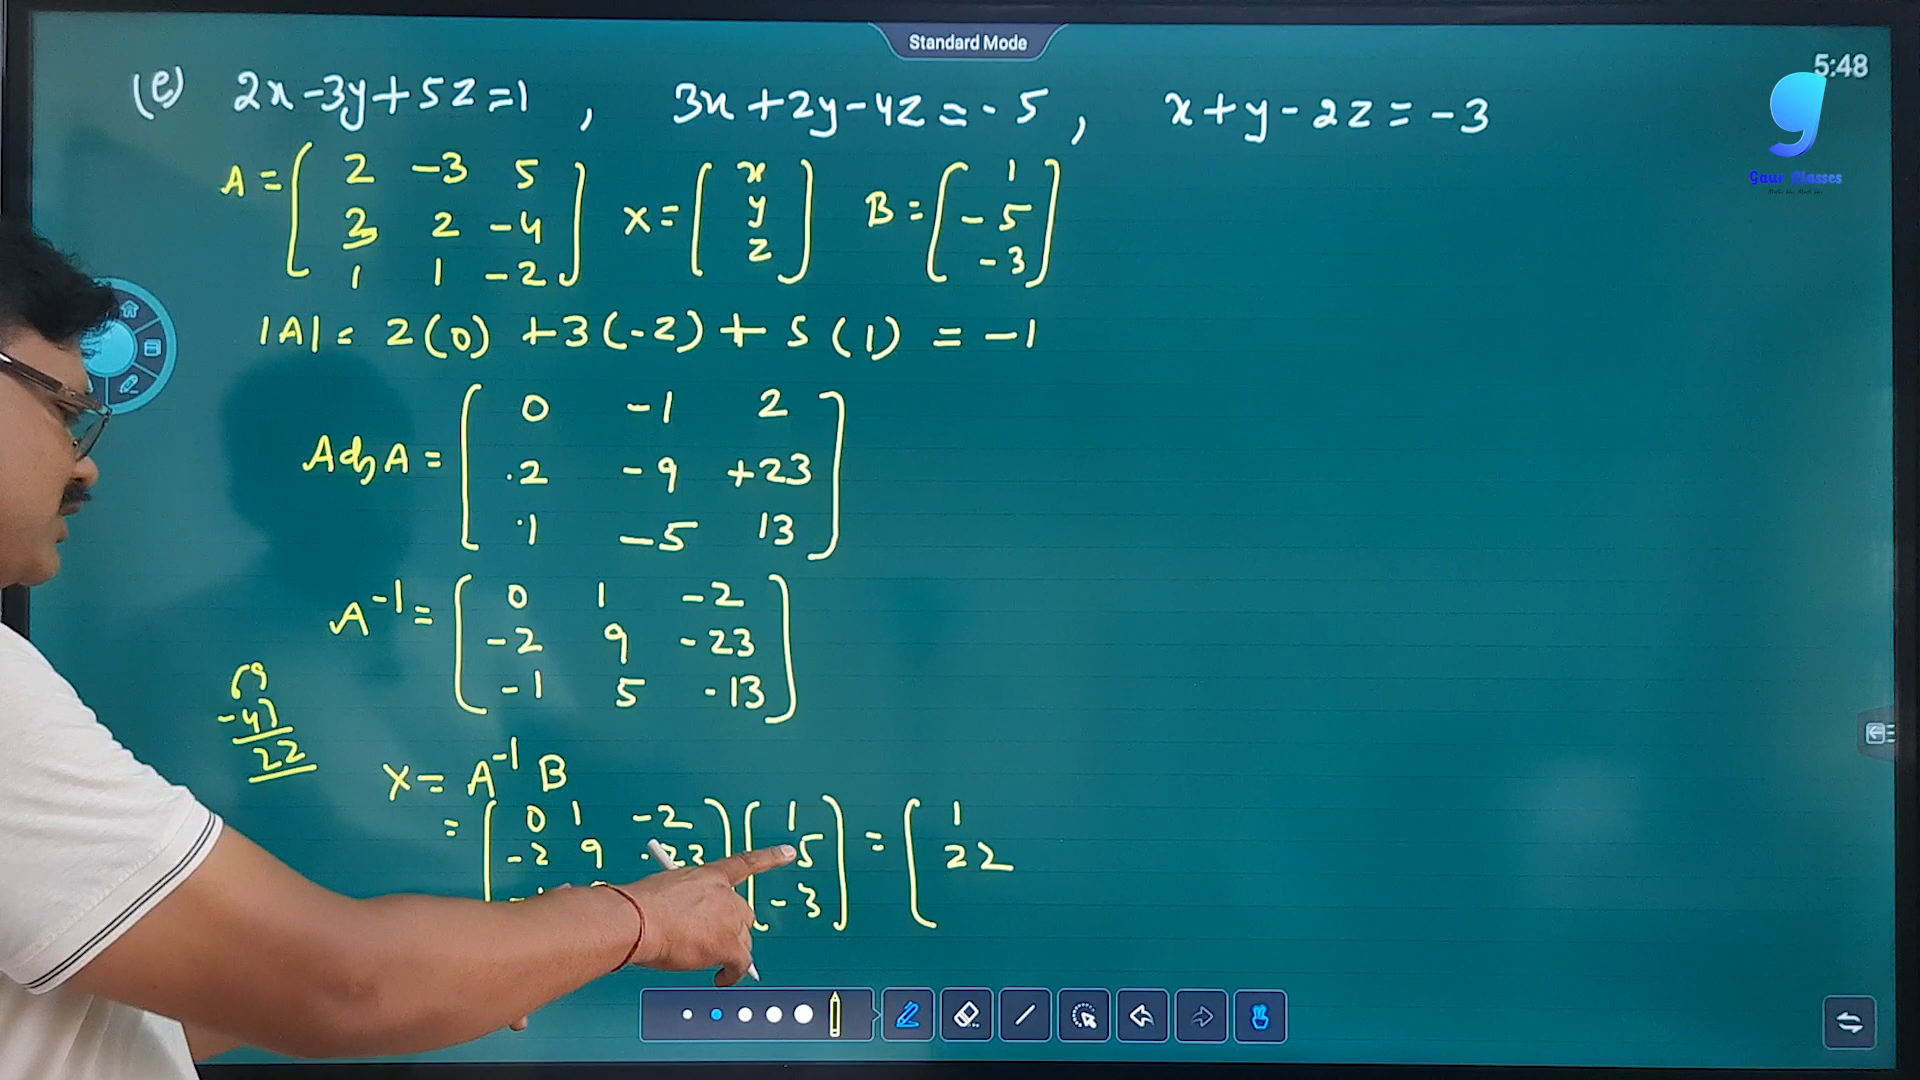 Standard Mode
5:48
(e) 2x-3y+5z=1 , 3x+2y-4z=-5 , x+y-2z=-3
Gaur Classes
A = [ 2 -3 5 ] X = [ x ] B = [ 1 ]
3 2 -4 y -5
1 1 -2 z -3
|A| = 2(0) +3(-2) + 5(1) = -1
Adj A = [ 0 -1 2 ]
2 -9 +23
1 -5 13
A⁻¹ = [ 0 1 -2 ]
-2 9 -23
-1 5 -13
69
-47
22
X = A⁻¹ B
= [ 0 1 -2 ] [ 1 ] = [ 1
-2 9 -23 5 22
-3